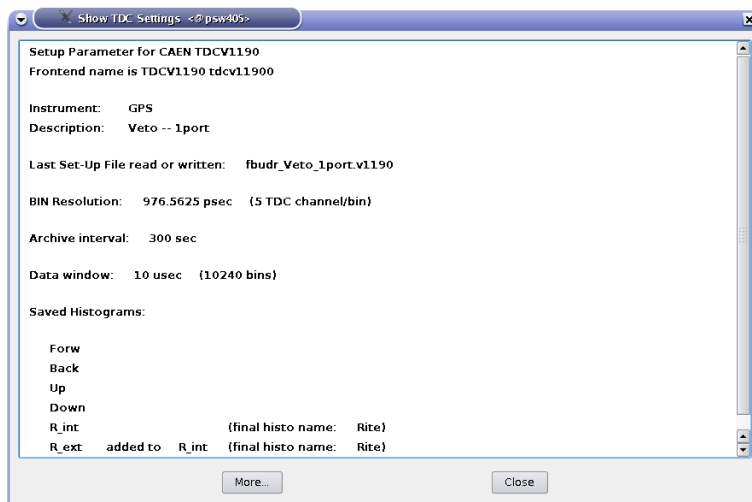 Show TDC Settings <@psw405>
Setup Parameter for CAEN TDCV1190
Frontend name is TDCV1190 tdcv11900
Instrument: GPS
Description: Veto -- 1port
Last Set-Up File read or written: fbudr_Veto_1port.v1190
BIN Resolution: 976.5625 psec (5 TDC channel/bin)
Archive interval: 300 sec
Data window: 10 usec (10240 bins)
Saved Histograms:
Forw
Back
Up
Down
R_int (final histo name: Rite)
R_ext added to R_int (final histo name: Rite)
More... Close